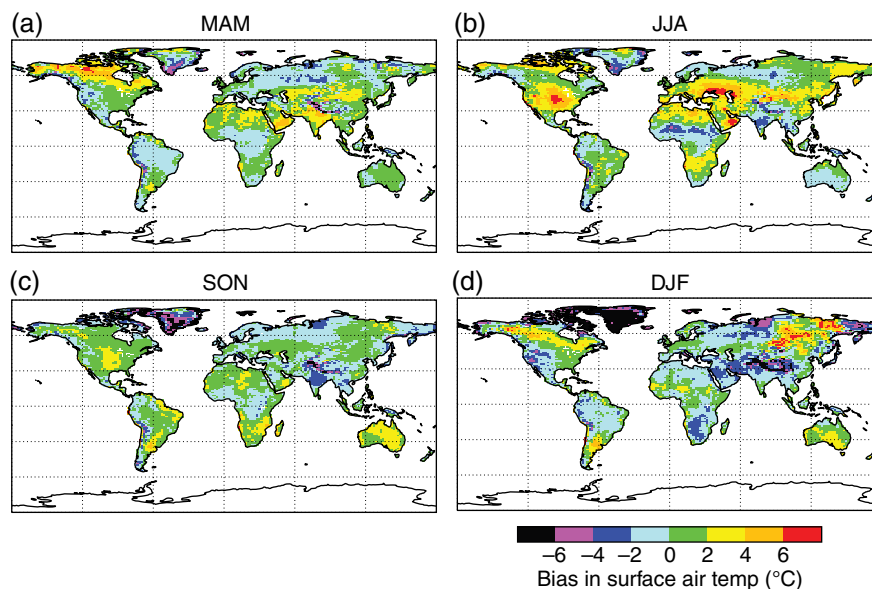 (a) MAM
(b) JJA
(c) SON
(d) DJF
−6 −4 −2 0 2 4 6
Bias in surface air temp (°C)